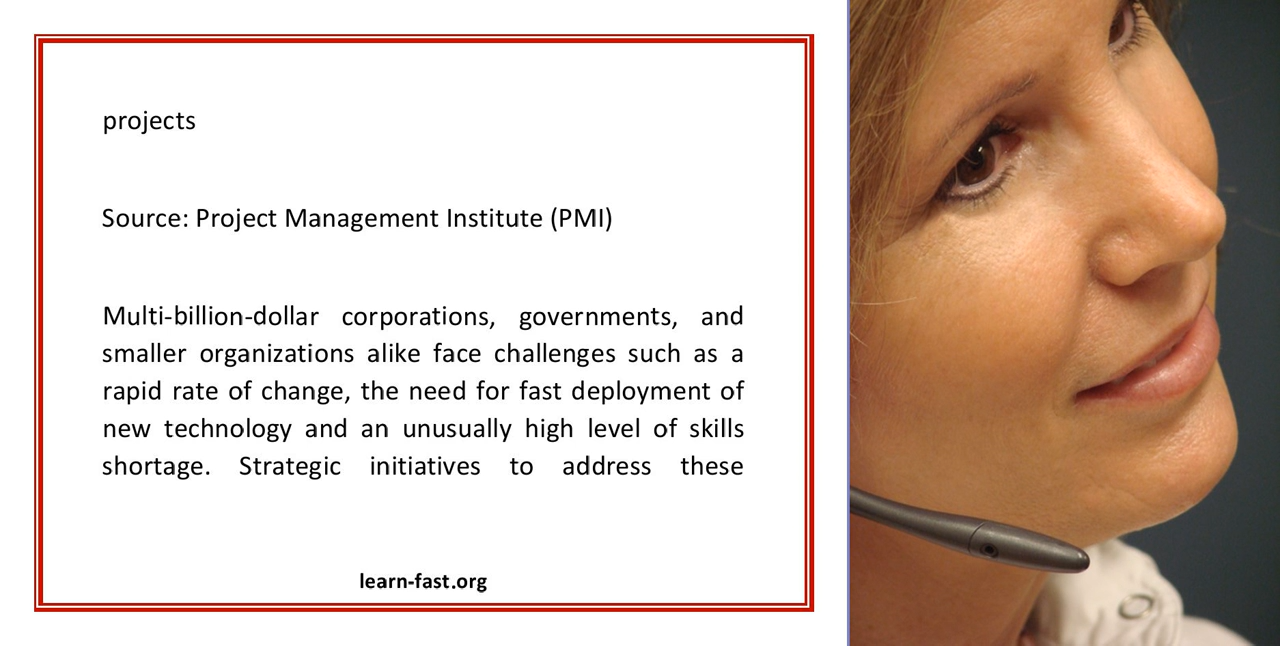 projects
Source: Project Management Institute (PMI)
Multi-billion-dollar corporations, governments, and
smaller organizations alike face challenges such as a
rapid rate of change, the need for fast deployment of
new technology and an unusually high level of skills
shortage. Strategic initiatives to address these
learn-fast.org